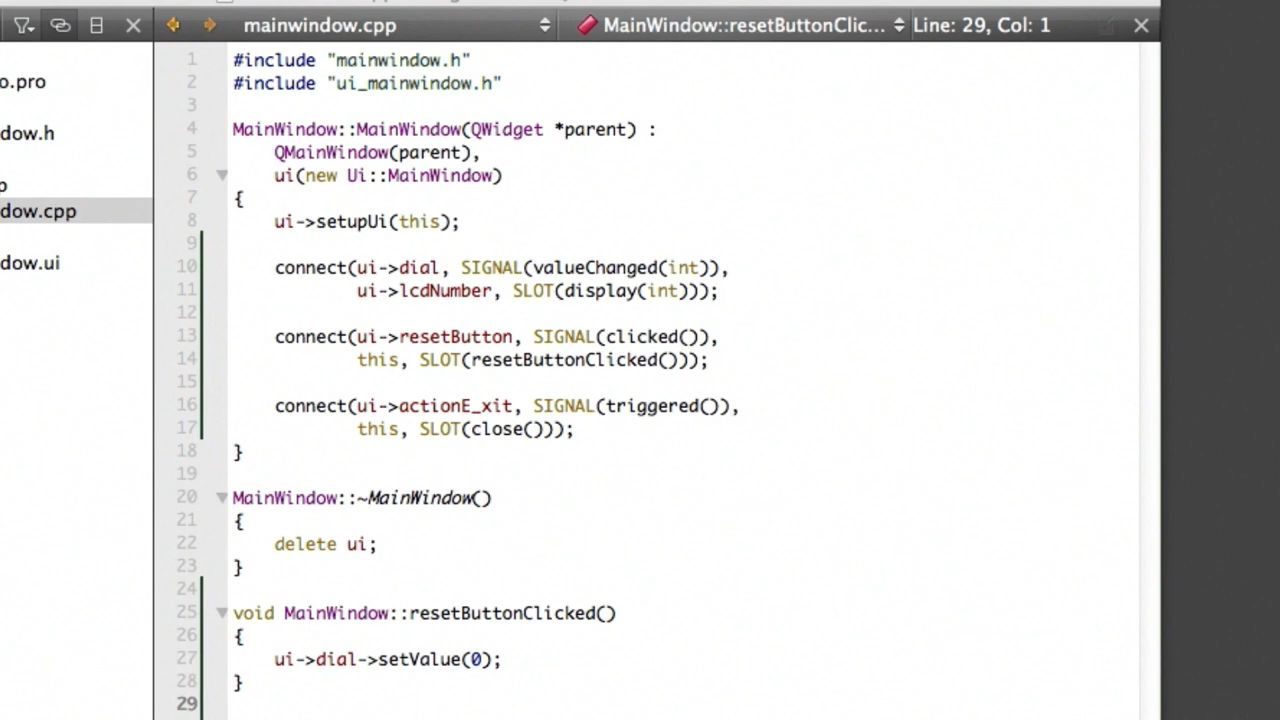 mainwindow.cpp
MainWindow::resetButtonClic...
Line: 29, Col: 1
o.pro
dow.h
p
dow.cpp
dow.ui
1 #include "mainwindow.h"
2 #include "ui_mainwindow.h"
3
4 MainWindow::MainWindow(QWidget *parent) :
5     QMainWindow(parent),
6     ui(new Ui::MainWindow)
7 {
8     ui->setupUi(this);
9
10     connect(ui->dial, SIGNAL(valueChanged(int)),
11             ui->lcdNumber, SLOT(display(int)));
12
13     connect(ui->resetButton, SIGNAL(clicked()),
14             this, SLOT(resetButtonClicked()));
15
16     connect(ui->actionE_xit, SIGNAL(triggered()),
17             this, SLOT(close()));
18 }
19
20 MainWindow::~MainWindow()
21 {
22     delete ui;
23 }
24
25 void MainWindow::resetButtonClicked()
26 {
27     ui->dial->setValue(0);
28 }
29